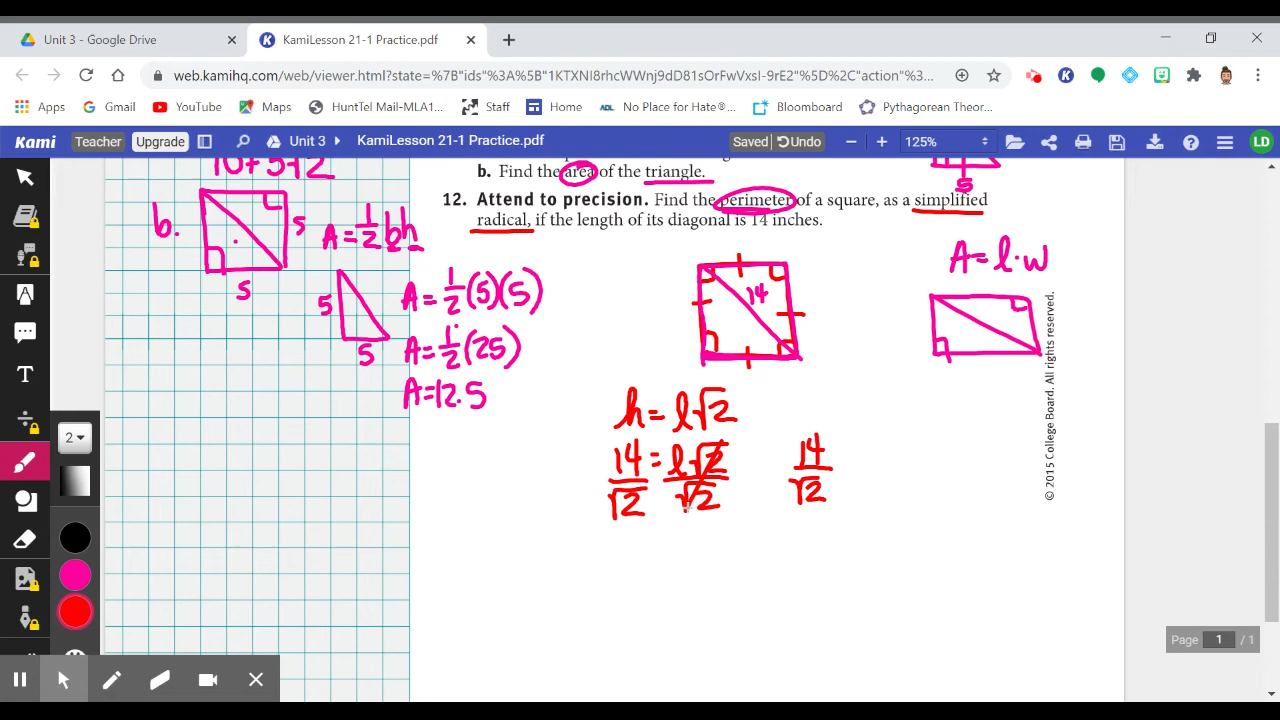 Unit 3 - Google Drive
KamiLesson 21-1 Practice.pdf
web.kamihq.com/web/viewer.html?state=%7B"ids"%3A%5B"1KTXNI8rhcWWnj9dD81sOrFwVxsI-9rE2"%5D%2C"action"%3...
Apps
Gmail
YouTube
Maps
HuntTel Mail-MLA1...
Staff
Home
ADL No Place for Hate...
Bloomboard
Pythagorean Theor...
Kami
Teacher
Upgrade
Unit 3
KamiLesson 21-1 Practice.pdf
Saved
Undo
125%
LD
10+5√2
b. Find the area of the triangle.
5
12. Attend to precision. Find the perimeter of a square, as a simplified
radical, if the length of its diagonal is 14 inches.
b.
5
5
A = 1/2 bh
5
5
A = 1/2 (5)(5)
A = 1/2 (25)
A = 12.5
14
A = l·w
h = l√2
14/√2 = l√2/√2
14/√2
© 2015 College Board. All rights reserved.
2
T
Page 1 / 1